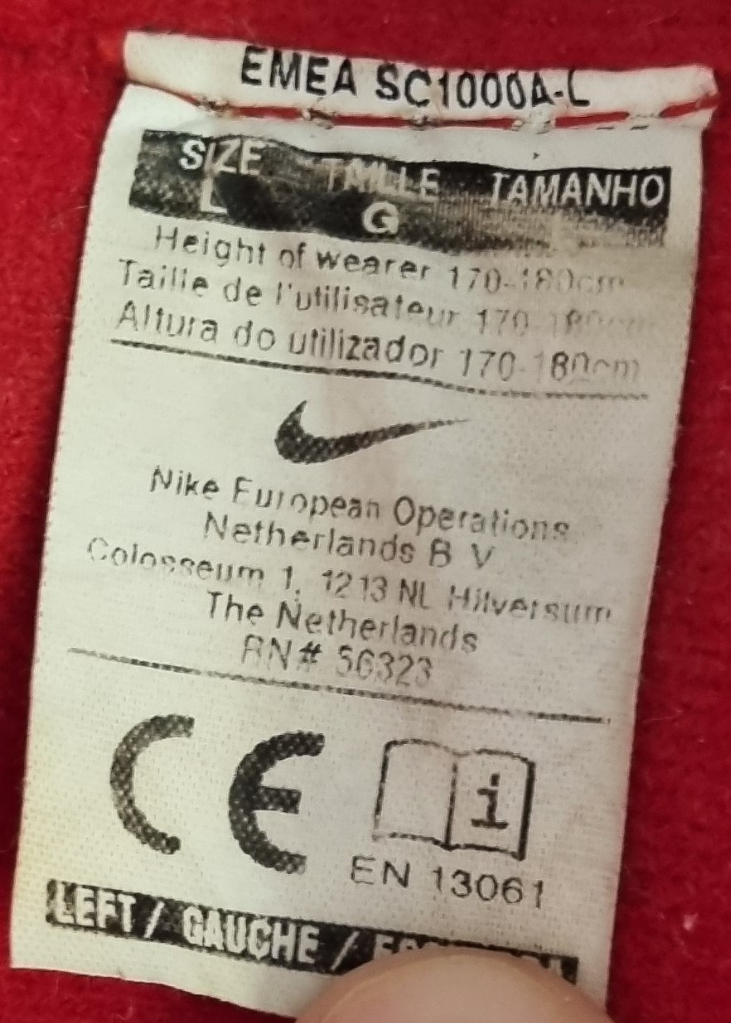 EMEA SC1000A-L
SIZE TAILLE TAMANHO
L G
Height of wearer 170-180cm
Taille de l'utilisateur 170-180cm
Altura do utilizador 170-180cm
Nike European Operations
Netherlands B V
Colosseum 1, 1213 NL Hilversum
The Netherlands
RN# 56323
CE
i
EN 13061
LEFT / GAUCHE /